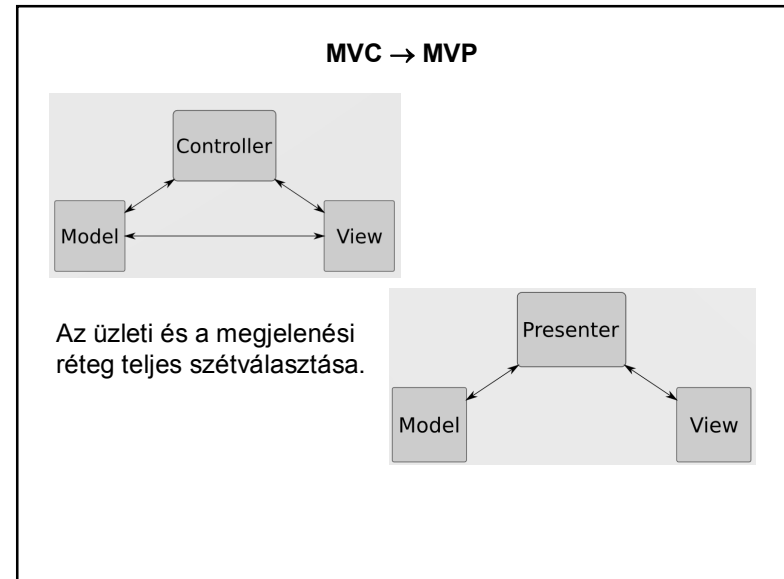 MVC → MVP
Controller
Model
View
Az üzleti és a megjelenési
réteg teljes szétválasztása.
Presenter
Model
View